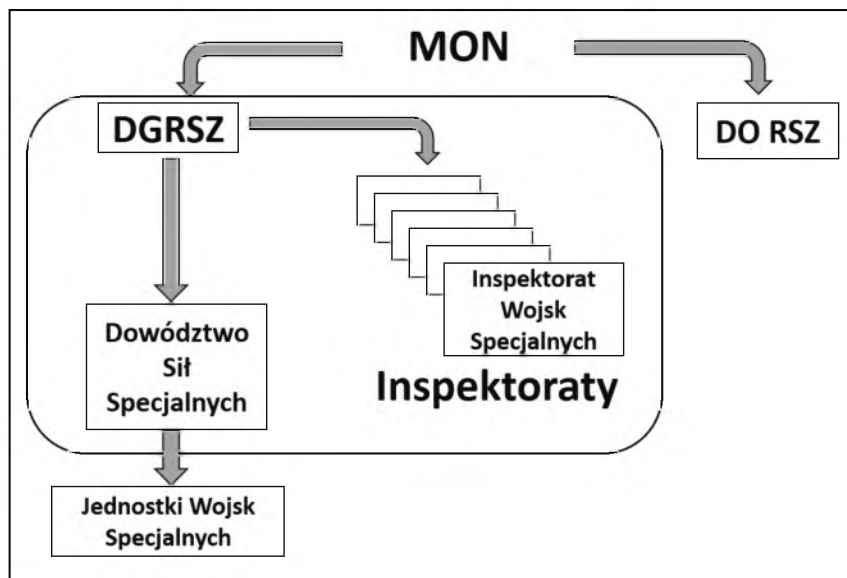 MON
DGRSZ
DO RSZ
Inspektorat
Wojsk
Specjalnych
Dowództwo
Sił
Specjalnych
Inspektoraty
Jednostki Wojsk
Specjalnych